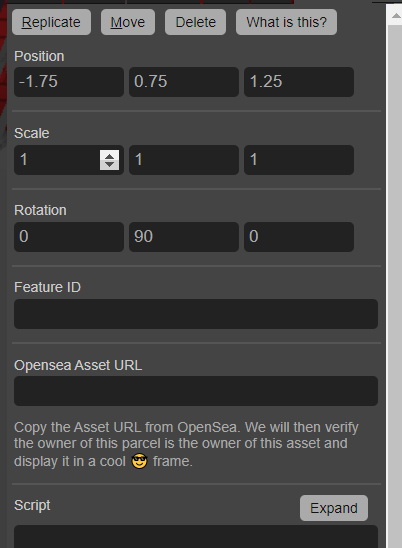 Replicate Move Delete What is this?
Position
-1.75 0.75 1.25
Scale
1 1 1
Rotation
0 90 0
Feature ID
Opensea Asset URL
Copy the Asset URL from OpenSea. We will then verify
the owner of this parcel is the owner of this asset and
display it in a cool 😎 frame.
Script Expand